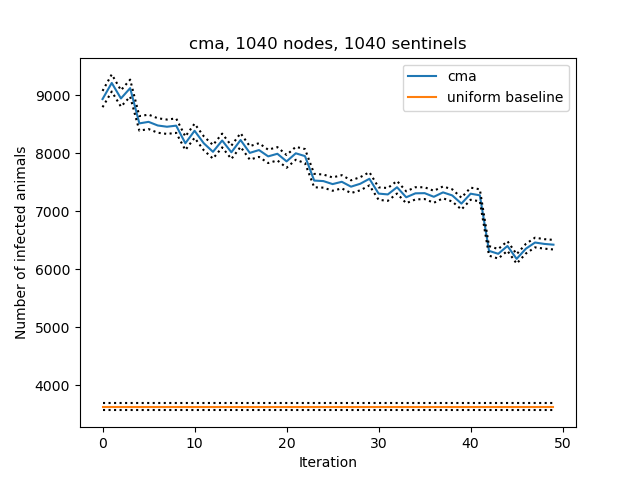 cma, 1040 nodes, 1040 sentinels
cma
uniform baseline
Number of infected animals
9000
8000
7000
6000
5000
4000
0 10 20 30 40 50
Iteration